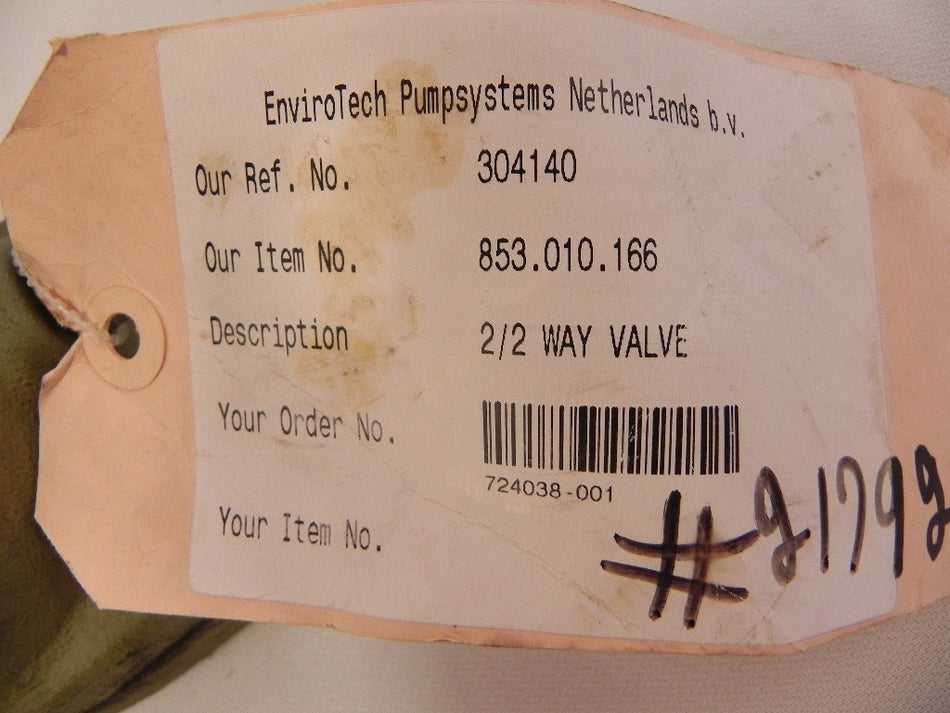 EnviroTech Pumpsystems Netherlands b.v.
Our Ref. No. 304140
Our Item No. 853.010.166
Description 2/2 WAY VALVE
Your Order No.
724038-001
Your Item No.
#21792